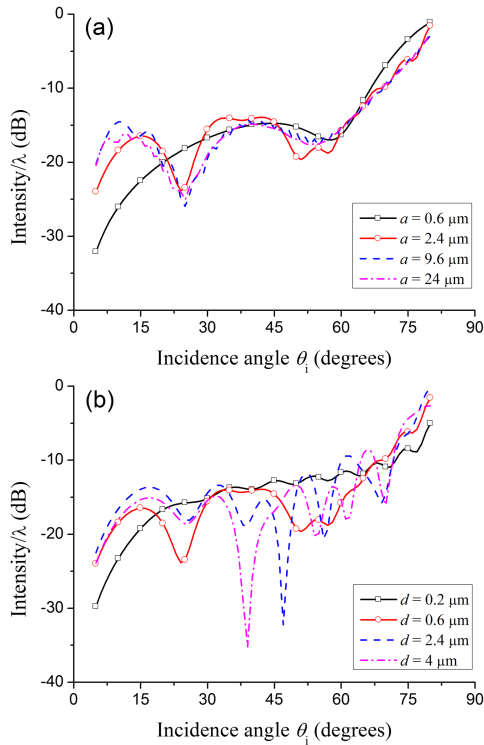 (a)
0
-10
-20
-30
-40
Intensity/λ (dB)
a = 0.6 μm
a = 2.4 μm
a = 9.6 μm
a = 24 μm
0 15 30 45 60 75 90
Incidence angle θi (degrees)
(b)
0
-10
-20
-30
-40
Intensity/λ (dB)
d = 0.2 μm
d = 0.6 μm
d = 2.4 μm
d = 4 μm
0 15 30 45 60 75 90
Incidence angle θi (degrees)